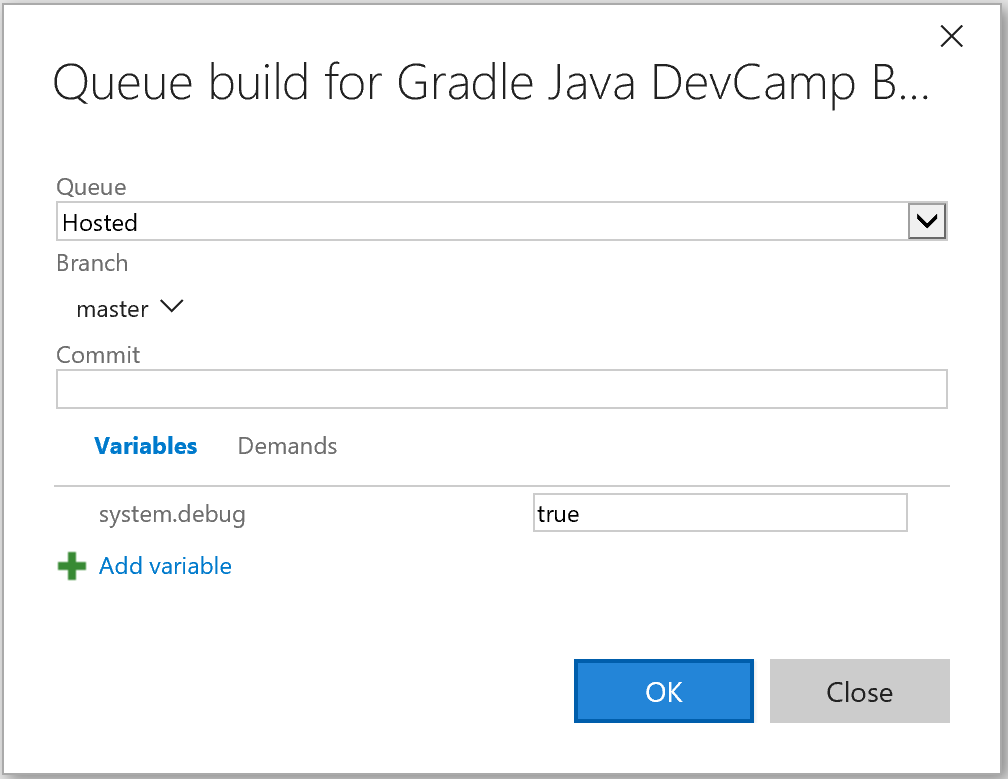 Queue build for Gradle Java DevCamp B...
Queue
Hosted
Branch
master
Commit
Variables Demands
system.debug true
Add variable
OK Close